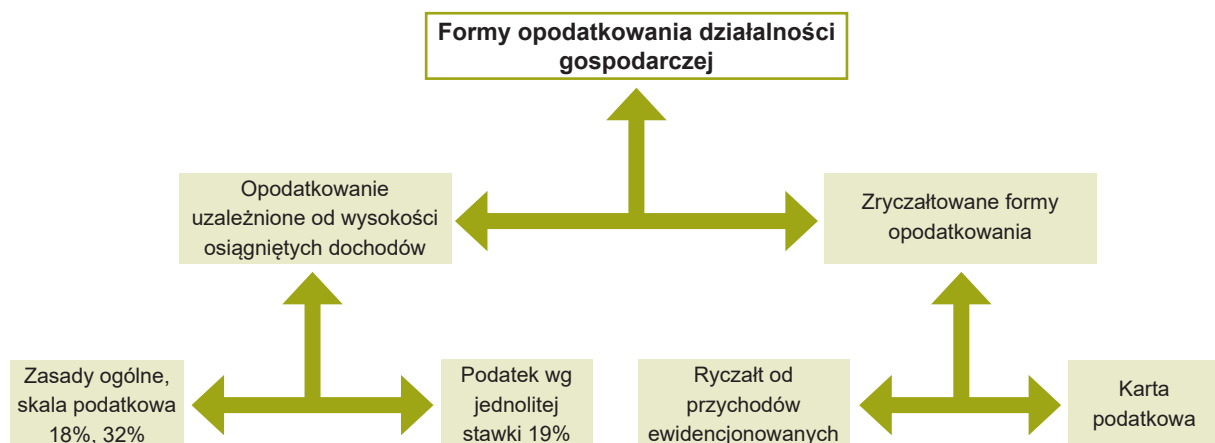 Formy opodatkowania działalności
gospodarczej
Opodatkowanie
uzależnione od wysokości
osiągniętych dochodów
Zryczałtowane formy
opodatkowania
Zasady ogólne,
skala podatkowa
18%, 32%
Podatek wg
jednolitej
stawki 19%
Ryczałt od
przychodów
ewidencjonowanych
Karta
podatkowa